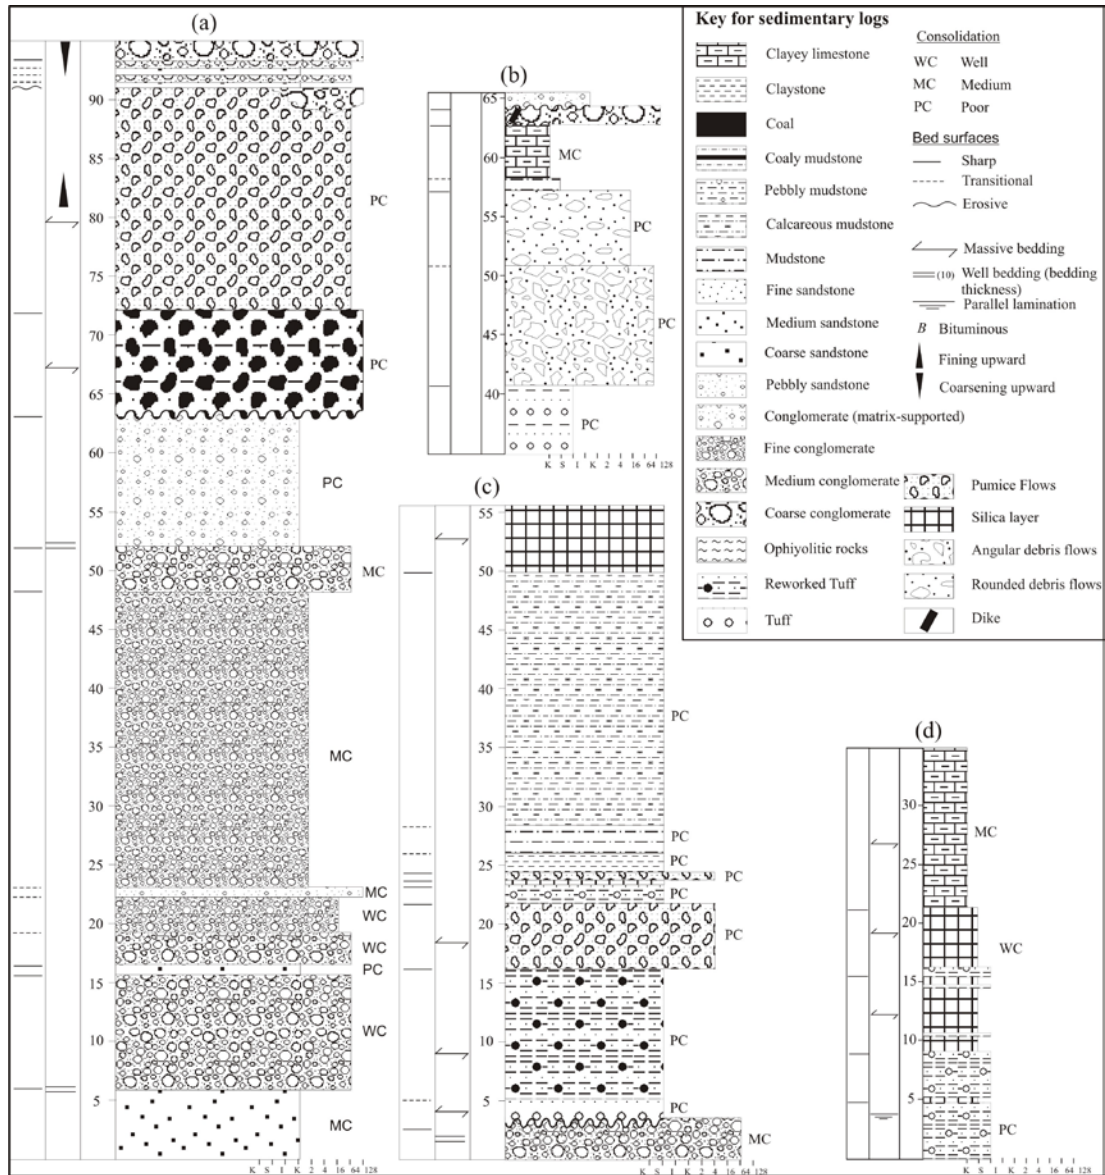 (a)
90
85
80
PC
75
70
PC
65
60
PC
55
50
MC
45
40
35
MC
30
25
MC
20
WC
WC
PC
15
WC
10
5
MC
K S I K 2 4 16 64 128
(b)
65
60
MC
55
PC
50
45
PC
40
PC
K S I K 2 4 16 64 128
(c)
55
50
45
40
PC
35
30
PC
25
PC
PC
PC
20
PC
15
PC
10
5
PC
MC
K S I K 2 4 16 64 128
(d)
30
MC
25
20
WC
15
10
5
PC
K S I K 2 4 16 64 128
Key for sedimentary logs
Clayey limestone
Claystone
Coal
Coaly mudstone
Pebbly mudstone
Calcareous mudstone
Mudstone
Fine sandstone
Medium sandstone
Coarse sandstone
Pebbly sandstone
Conglomerate (matrix-supported)
Fine conglomerate
Medium conglomerate
Coarse conglomerate
Ophiyolitic rocks
Reworked Tuff
Tuff
Consolidation
WC Well
MC Medium
PC Poor
Bed surfaces
Sharp
Transitional
Erosive
Massive bedding
(10) Well bedding (bedding
thickness)
Parallel lamination
B Bituminous
Fining upward
Coarsening upward
Pumice Flows
Silica layer
Angular debris flows
Rounded debris flows
Dike